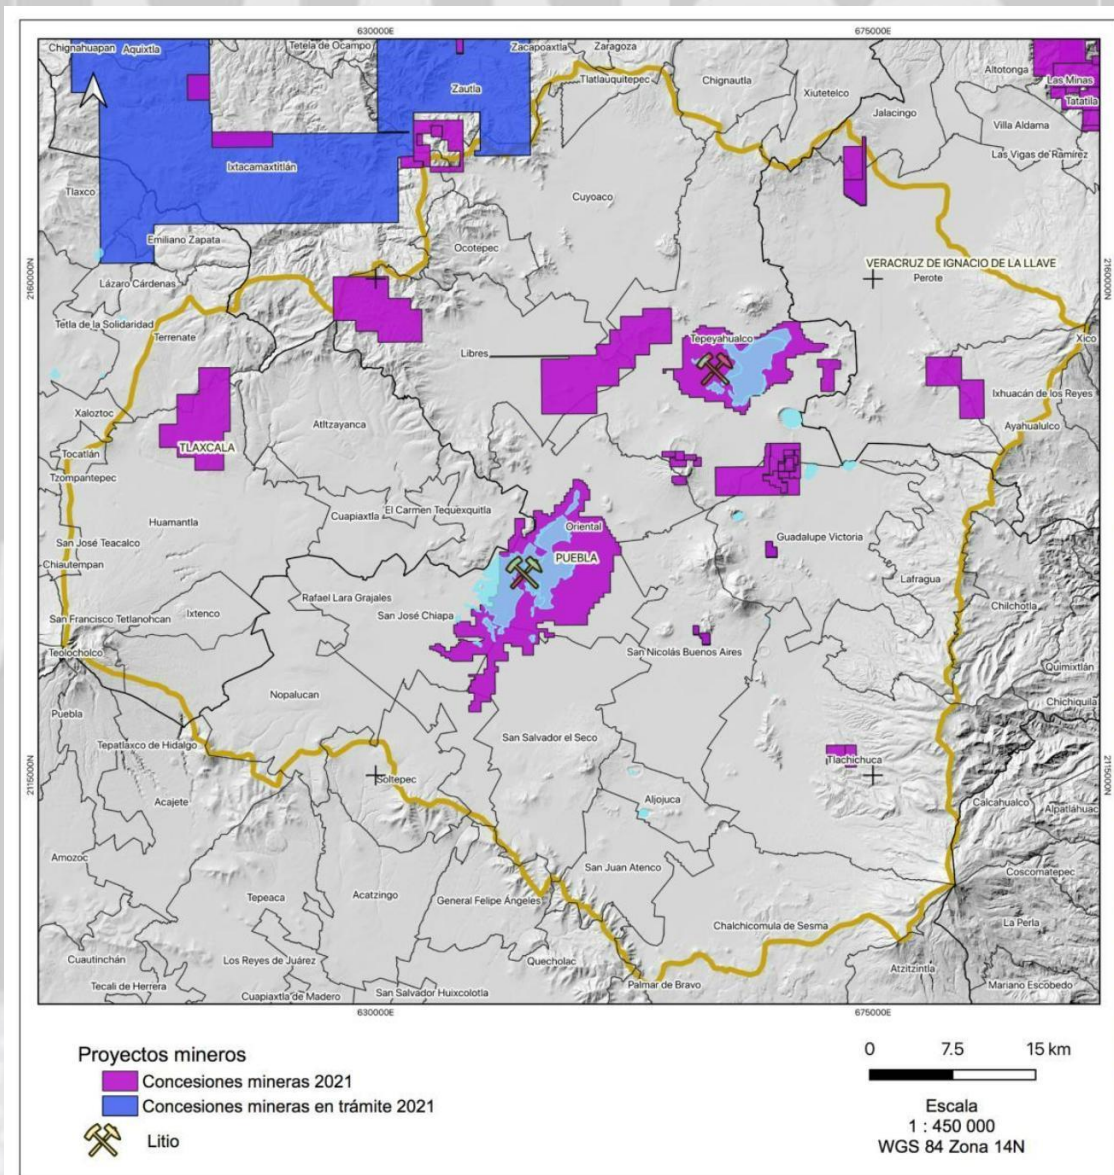 630000E
675000E
Chignahuapan
Aquixtla
Tetela de Ocampo
Zacapoaxtla
Zaragoza
Tlatlauquitepec
Chignautla
Xiutetelco
Altotonga
Las Minas
Tatatila
Zautla
Jalacingo
Villa Aldama
Las Vigas de Ramírez
Ixtacamaxtitlán
Tlaxco
Cuyoaco
Emiliano Zapata
Ocotepec
VERACRUZ DE IGNACIO DE LA LLAVE
Perote
2160000N
2160000N
Lázaro Cárdenas
Tetla de la Solidaridad
Terrenate
Libres
Tepeyahualco
Xico
Ixhuacán de los Reyes
Xaloztoc
Atltzayanca
Ayahualulco
TLAXCALA
Tocatlán
Tzompantepec
Huamantla
Cuapiaxtla
El Carmen Tequexquitla
Oriental
Guadalupe Victoria
San José Teacalco
PUEBLA
Chiautempan
Lafragua
Rafael Lara Grajales
San José Chiapa
Chilchotla
Ixtenco
San Francisco Tetlanohcan
Teolocholco
San Nicolás Buenos Aires
Quimixtlán
Nopalucan
Chichiquila
Puebla
San Salvador el Seco
Tepatlaxco de Hidalgo
Tlachichuca
2115000N
2115000N
Soltepec
Acajete
Aljojuca
Calcahualco
Alpatláhuac
Amozoc
San Juan Atenco
Coscomatepec
Tepeaca
Acatzingo
General Felipe Ángeles
Chalchicomula de Sesma
La Perla
Cuautinchán
Los Reyes de Juárez
Quecholac
Atzitzintla
Tecali de Herrera
Cuapiaxtla de Madero
San Salvador Huixcolotla
Palmar de Bravo
Mariano Escobedo
630000E
675000E
Proyectos mineros
Concesiones mineras 2021
Concesiones mineras en trámite 2021
Litio
0 7.5 15 km
Escala
1 : 450 000
WGS 84 Zona 14N